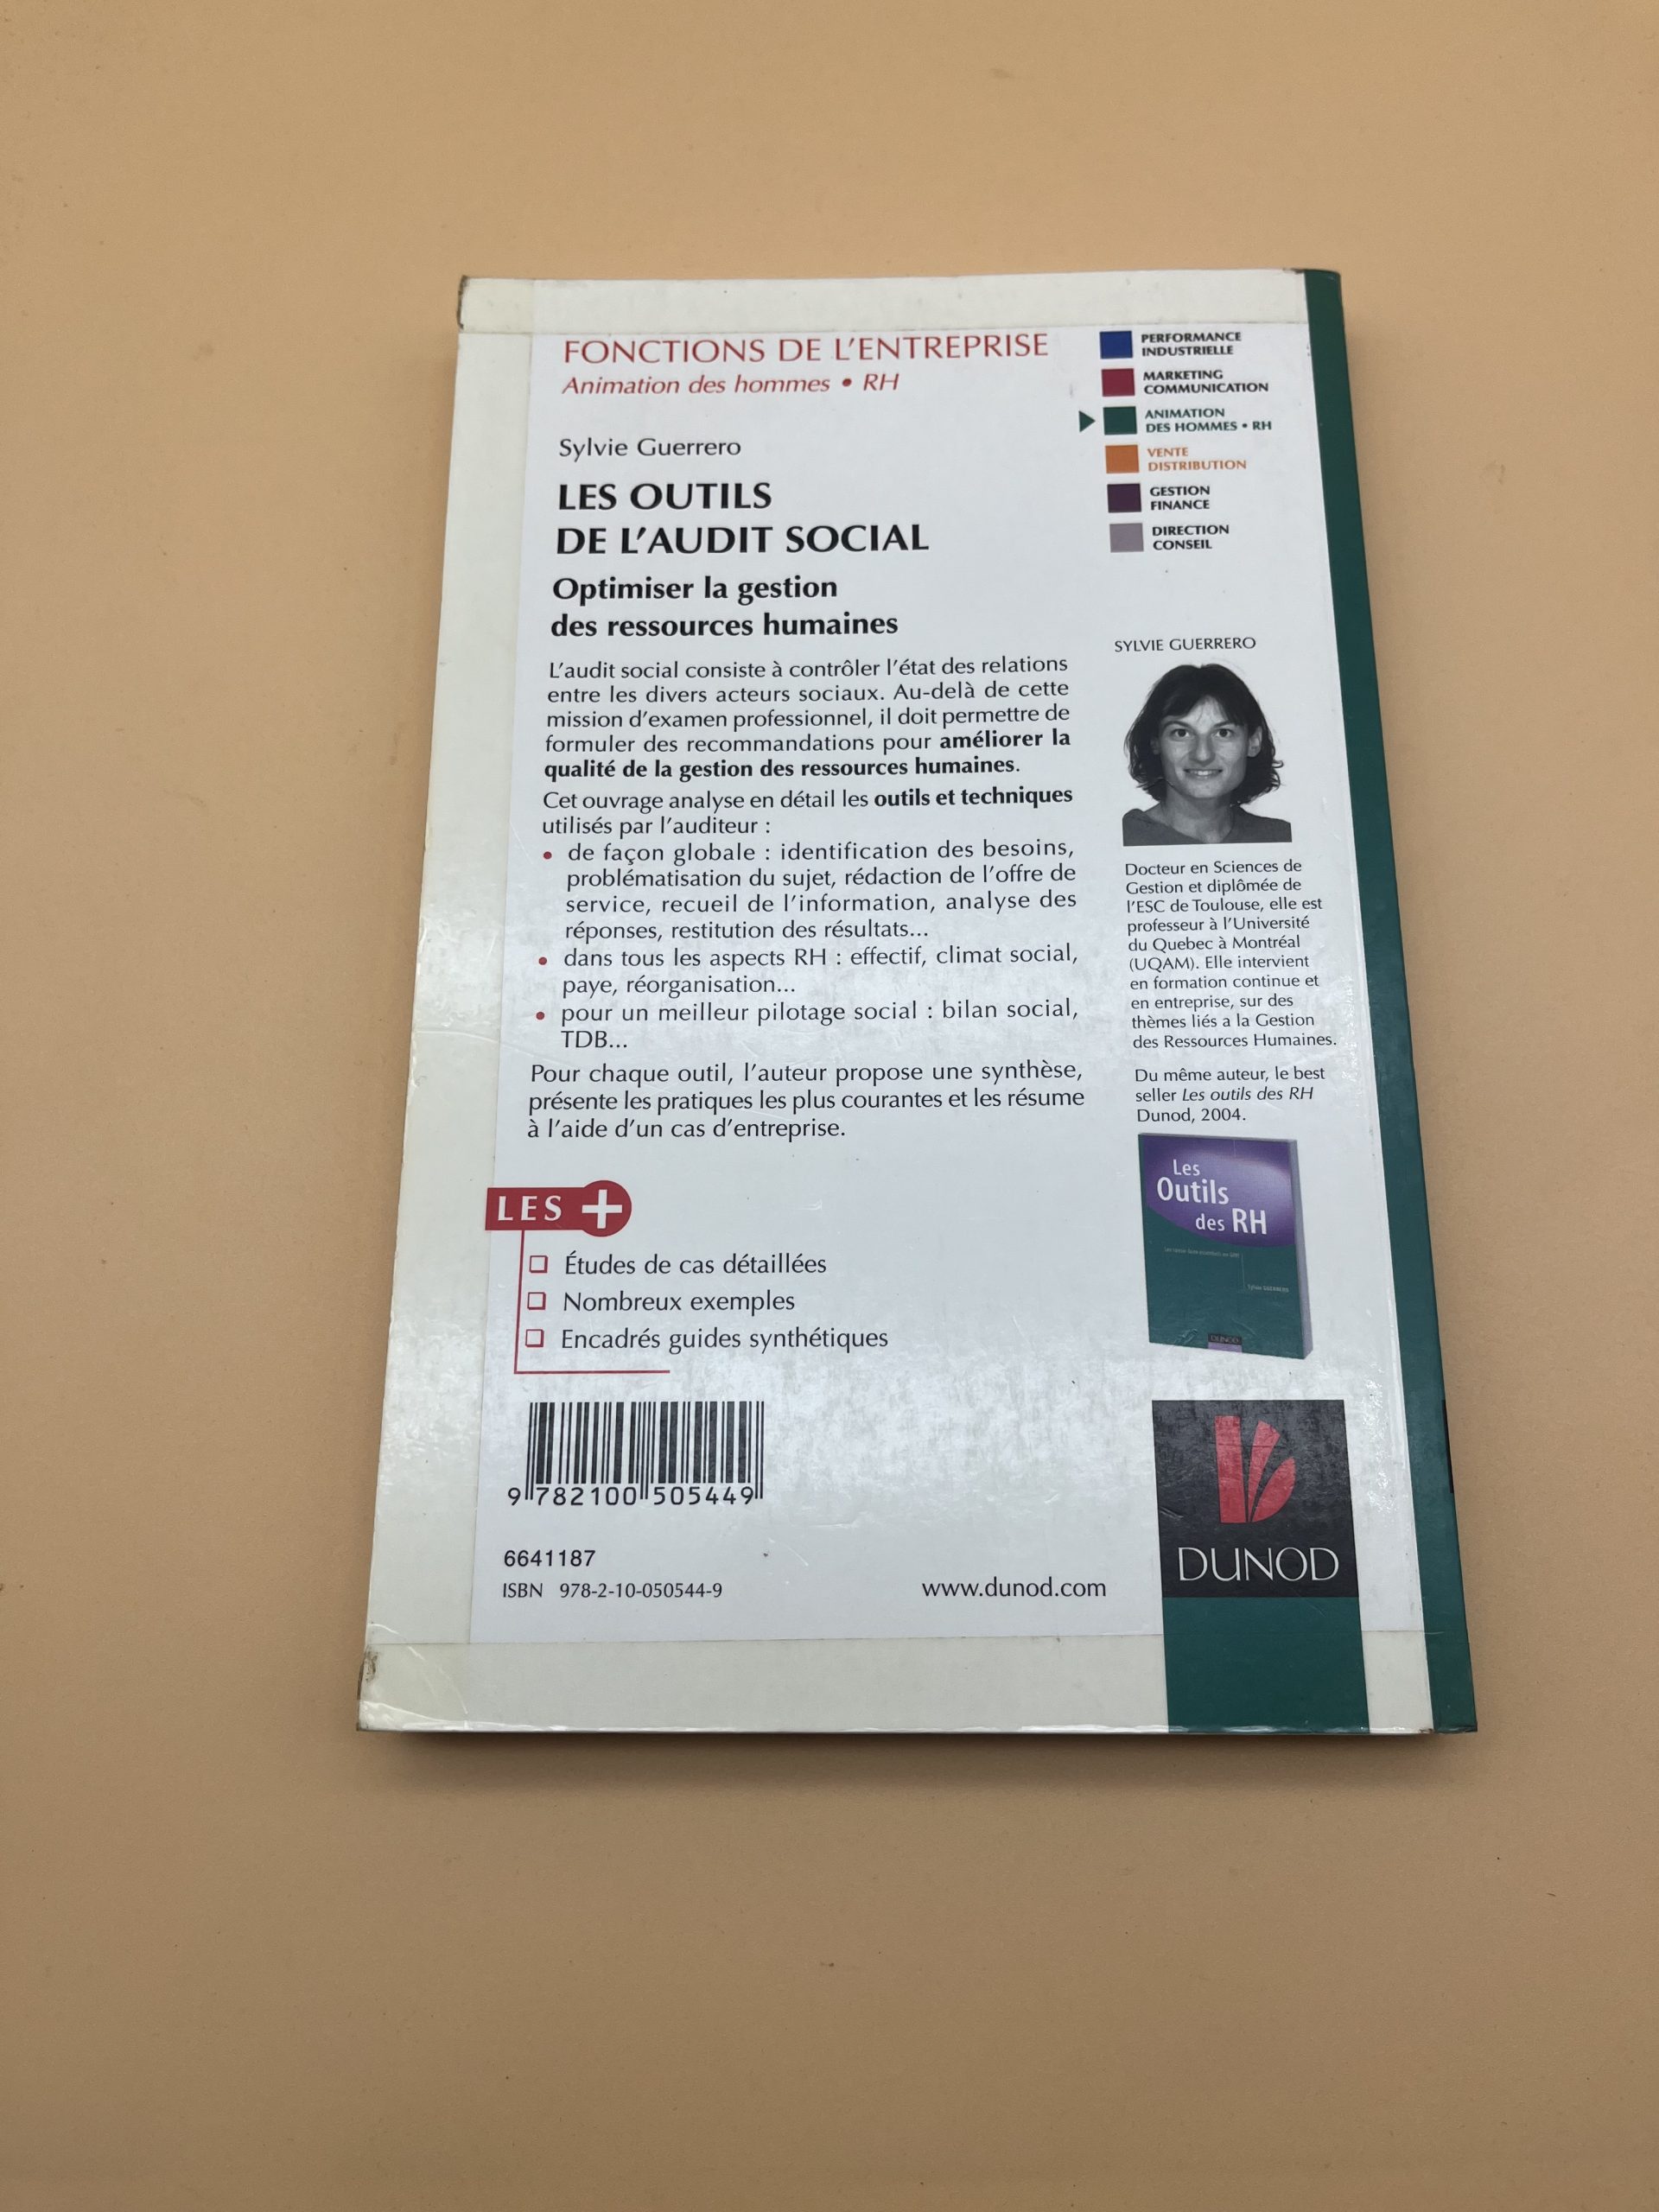 FONCTIONS DE L'ENTREPRISE
Animation des hommes • RH
Sylvie Guerrero
LES OUTILS
DE L'AUDIT SOCIAL
Optimiser la gestion
des ressources humaines
L'audit social consiste à contrôler l'état des relations
entre les divers acteurs sociaux. Au-delà de cette
mission d'examen professionnel, il doit permettre de
formuler des recommandations pour améliorer la
qualité de la gestion des ressources humaines.
Cet ouvrage analyse en détail les outils et techniques
utilisés par l'auditeur :
• de façon globale : identification des besoins,
problématisation du sujet, rédaction de l'offre de
service, recueil de l'information, analyse des
réponses, restitution des résultats...
• dans tous les aspects RH : effectif, climat social,
paye, réorganisation...
• pour un meilleur pilotage social : bilan social,
TDB...
Pour chaque outil, l'auteur propose une synthèse,
présente les pratiques les plus courantes et les résume
à l'aide d'un cas d'entreprise.
LES +
Études de cas détaillées
Nombreux exemples
Encadrés guides synthétiques
9 782100 505449
6641187
ISBN 978-2-10-050544-9
www.dunod.com
PERFORMANCE
INDUSTRIELLE
MARKETING
COMMUNICATION
ANIMATION
DES HOMMES • RH
VENTE
DISTRIBUTION
GESTION
FINANCE
DIRECTION
CONSEIL
SYLVIE GUERRERO
Docteur en Sciences de
Gestion et diplômée de
l'ESC de Toulouse, elle est
professeur à l'Université
du Quebec à Montréal
(UQAM). Elle intervient
en formation continue et
en entreprise, sur des
thèmes liés a la Gestion
des Ressources Humaines.
Du même auteur, le best
seller Les outils des RH
Dunod, 2004.
Les
Outils
des RH
Sylvie GUERRERO
DUNOD
DUNOD